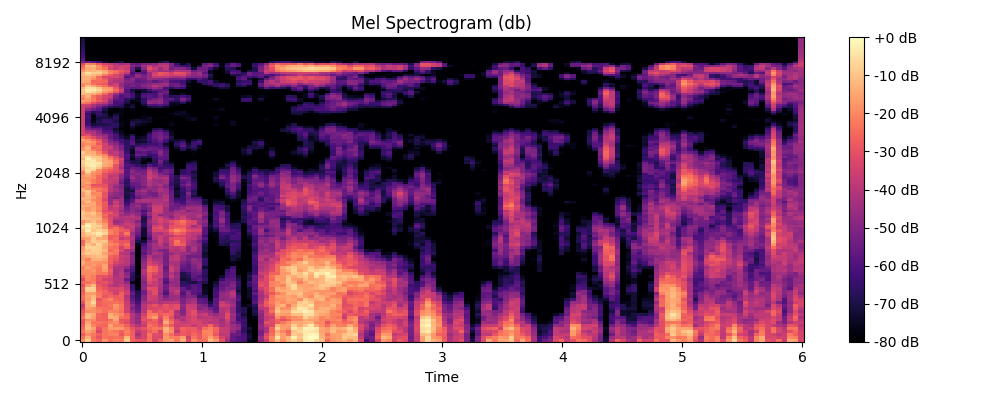 Mel Spectrogram (db)
Hz
8192
4096
2048
1024
512
0
0 1 2 3 4 5 6
Time
+0 dB
-10 dB
-20 dB
-30 dB
-40 dB
-50 dB
-60 dB
-70 dB
-80 dB